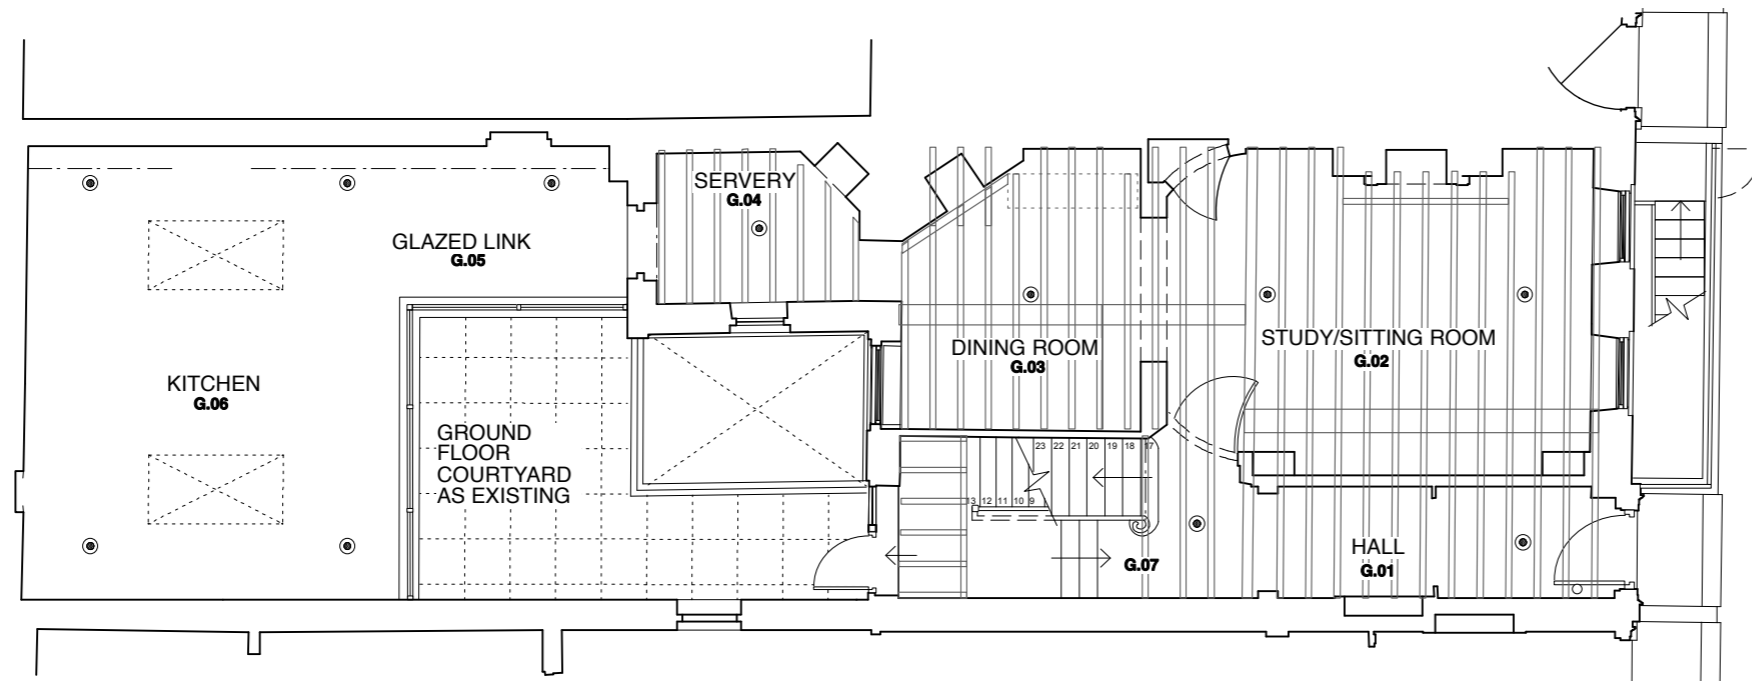 SERVERY
G.04
GLAZED LINK
G.05
KITCHEN
G.06
GROUND
FLOOR
COURTYARD
AS EXISTING
DINING ROOM
G.03
STUDY/SITTING ROOM
G.02
23 22 21 20 19 18 17
13 12 11 10 9
G.07
HALL
G.01